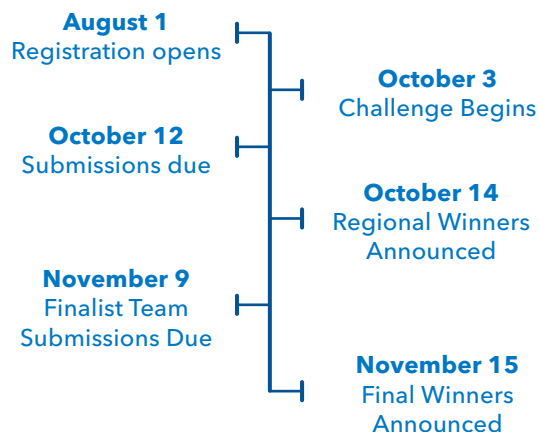 August 1
Registration opens
October 3
Challenge Begins
October 12
Submissions due
October 14
Regional Winners
Announced
November 9
Finalist Team
Submissions Due
November 15
Final Winners
Announced